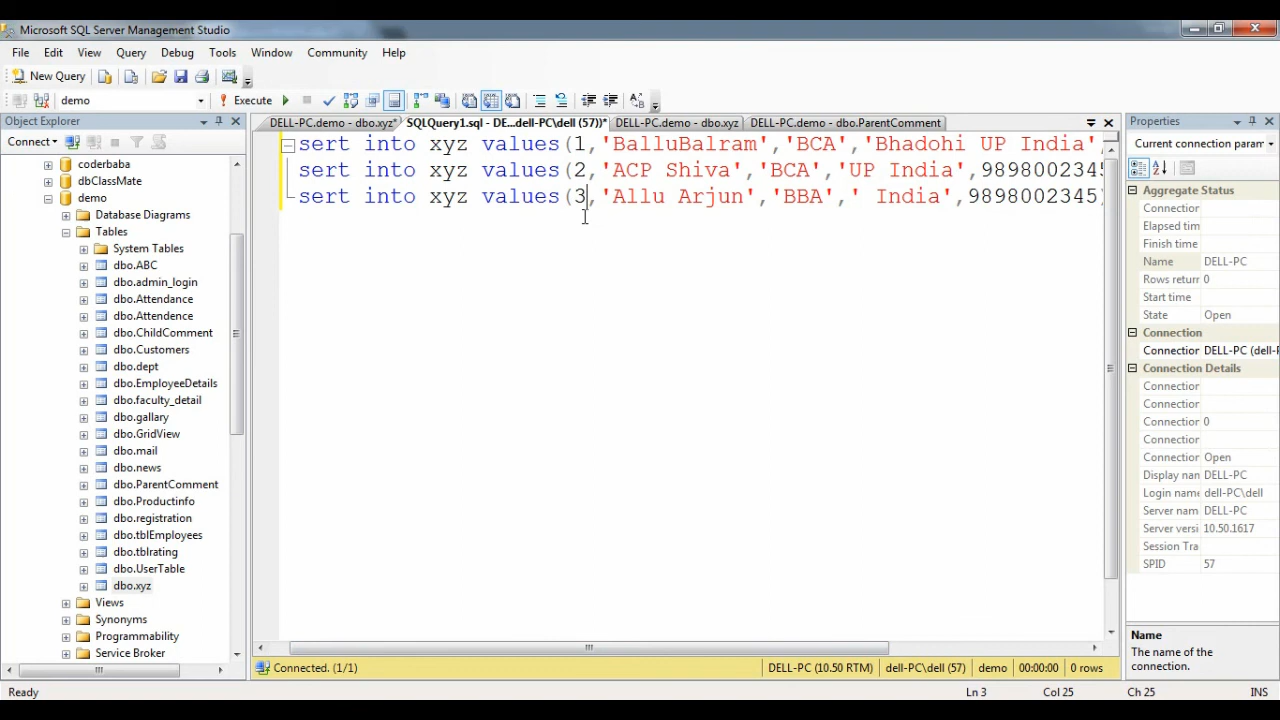 Microsoft SQL Server Management Studio
File Edit View Query Debug Tools Window Community Help
New Query
demo Execute
Object Explorer
Connect
coderbaba
dbClassMate
demo
Database Diagrams
Tables
System Tables
dbo.ABC
dbo.admin_login
dbo.Attendance
dbo.Attendence
dbo.ChildComment
dbo.Customers
dbo.dept
dbo.EmployeeDetails
dbo.faculty_detail
dbo.gallary
dbo.GridView
dbo.mail
dbo.news
dbo.ParentComment
dbo.Productinfo
dbo.registration
dbo.tblEmployees
dbo.tblrating
dbo.UserTable
dbo.xyz
Views
Synonyms
Programmability
Service Broker
DELL-PC.demo - dbo.xyz* SQLQuery1.sql - DE...dell-PC\dell (57))* DELL-PC.demo - dbo.xyz DELL-PC.demo - dbo.ParentComment
sert into xyz values(1,'BalluBalram','BCA','Bhadohi UP India'
sert into xyz values(2,'ACP Shiva','BCA','UP India',9898002345
sert into xyz values(3,'Allu Arjun','BBA',' India',9898002345)
Connected. (1/1) DELL-PC (10.50 RTM) dell-PC\dell (57) demo 00:00:00 0 rows
Properties
Current connection param
Aggregate Status
Connection
Elapsed tim
Finish time
Name DELL-PC
Rows return 0
Start time
State Open
Connection
Connection DELL-PC (dell-P
Connection Details
Connection
Connection
Connection 0
Connection
Connection Open
Display nan DELL-PC
Login name dell-PC\dell
Server nam DELL-PC
Server versi 10.50.1617
Session Tra
SPID 57
Name
The name of the
connection.
Ready Ln 3 Col 25 Ch 25 INS